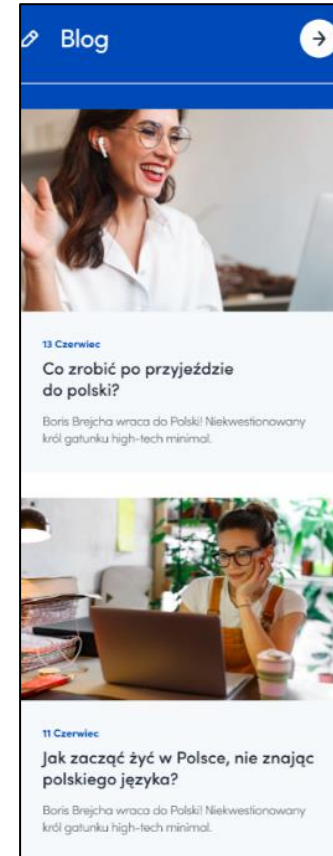 Blog
13 Czerwiec
Co zrobić po przyjeździe
do polski?
Boris Brejcha wraca do Polski! Niekwestionowany
król gatunku high-tech minimal.
11 Czerwiec
Jak zacząć żyć w Polsce, nie znając
polskiego języka?
Boris Brejcha wraca do Polski! Niekwestionowany
król gatunku high-tech minimal.